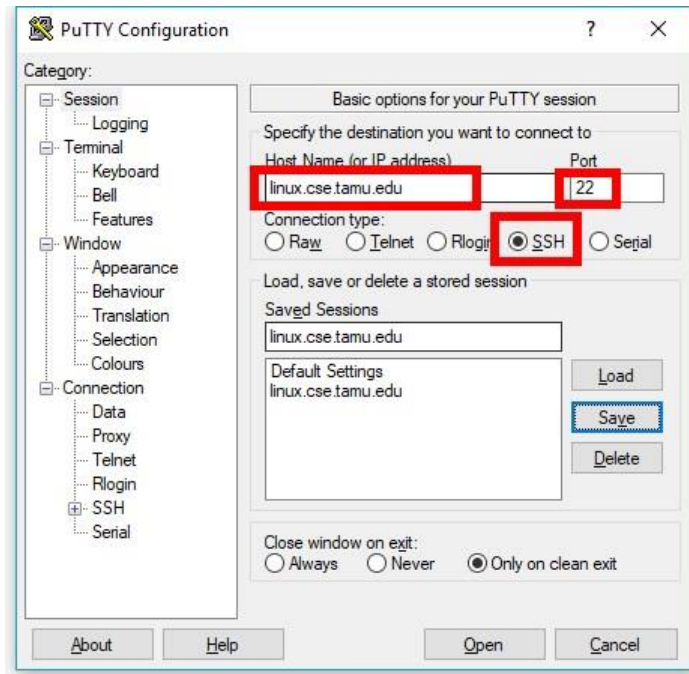 PuTTY Configuration
?
Category:
Session
Logging
Terminal
Keyboard
Bell
Features
Window
Appearance
Behaviour
Translation
Selection
Colours
Connection
Data
Proxy
Telnet
Rlogin
SSH
Serial
Basic options for your PuTTY session
Specify the destination you want to connect to
Host Name (or IP address) Port
linux.cse.tamu.edu 22
Connection type:
Raw Telnet Rlogin SSH Serial
Load, save or delete a stored session
Saved Sessions
linux.cse.tamu.edu
Default Settings
linux.cse.tamu.edu
Load
Save
Delete
Close window on exit:
Always Never Only on clean exit
About Help Open Cancel